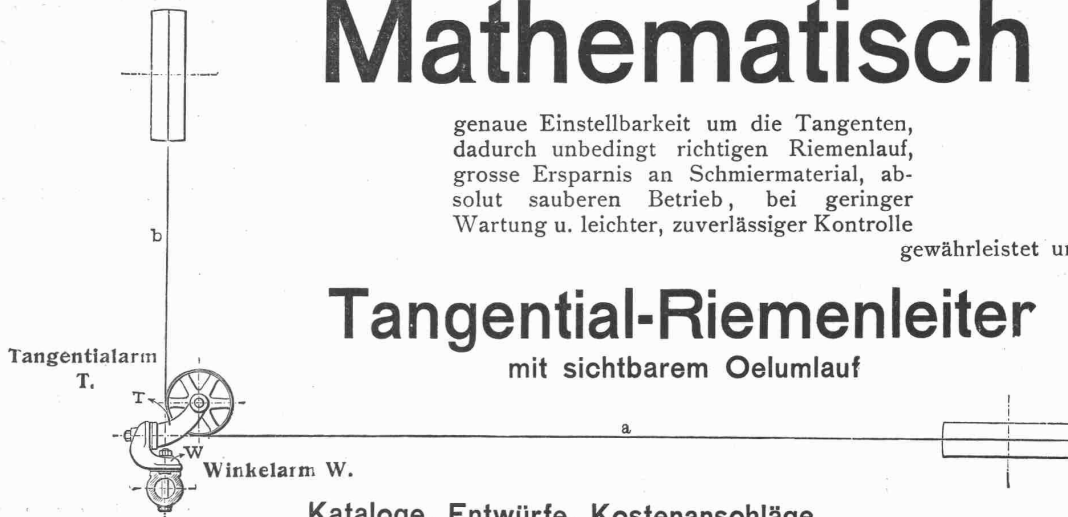 Mathematisch
genaue Einstellbarkeit um die Tangenten,
dadurch unbedingt richtigen Riemenlauf,
grosse Ersparnis an Schmiermaterial, ab-
solut sauberen Betrieb, bei geringer
Wartung u. leichter, zuverlässiger Kontrolle
gewährleistet
b
Tangential-Riemenleiter
mit sichtbarem Oelumlauf
Tangentialarm
T.
T
a
W
Winkelarm W.
Kataloge, Entwürfe, Kostenanschläge